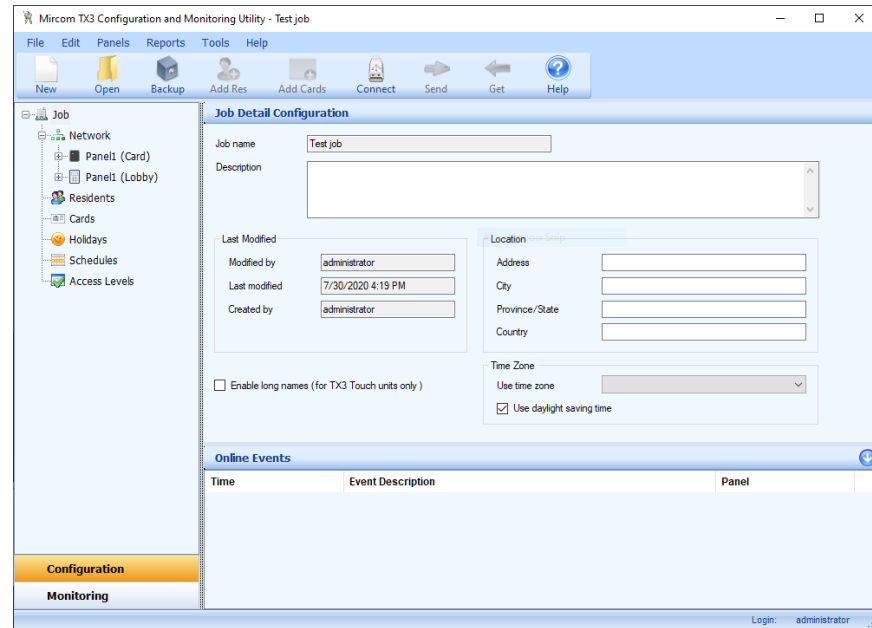 Mircom TX3 Configuration and Monitoring Utility - Test job
File Edit Panels Reports Tools Help
New Open Backup Add Res Add Cards Connect Send Get Help
Job
Network
Panel1 (Card)
Panel1 (Lobby)
Residents
Cards
Holidays
Schedules
Access Levels
Configuration
Monitoring
Job Detail Configuration
Job name Test job
Description
Last Modified
Modified by administrator
Last modified 7/30/2020 4:19 PM
Created by administrator
Location
Address
City
Province/State
Country
Enable long names ( for TX3 Touch units only )
Time Zone
Use time zone
Use daylight saving time
Online Events
Time Event Description Panel
Login: administrator